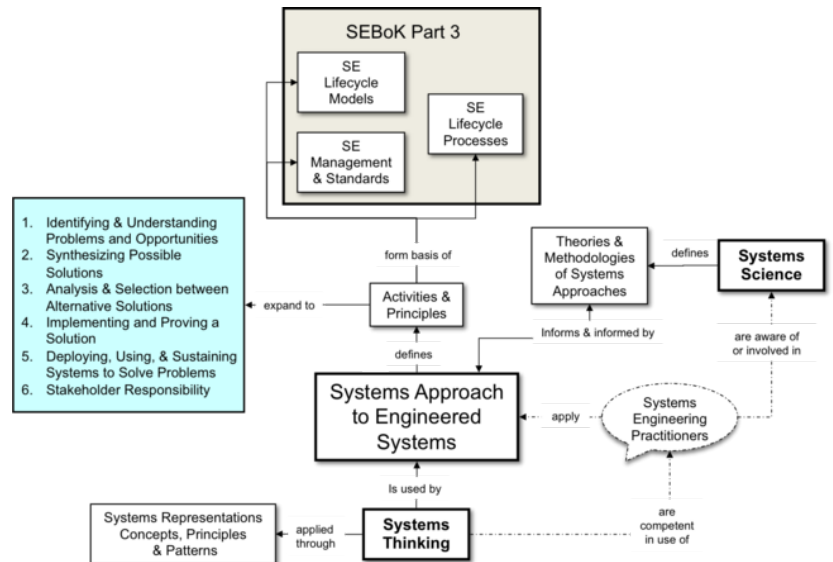 SEBoK Part 3
SE
Lifecycle
Models
SE
Lifecycle
Processes
SE
Management
& Standards
1. Identifying & Understanding
Problems and Opportunities
2. Synthesizing Possible
Solutions
3. Analysis & Selection between
Alternative Solutions
4. Implementing and Proving a
Solution
5. Deploying, Using, & Sustaining
Systems to Solve Problems
6. Stakeholder Responsibility
form basis of
expand to
Activities &
Principles
defines
Theories &
Methodologies
of Systems
Approaches
defines
Systems
Science
Informs & informed by
are aware of
or involved in
Systems Approach
to Engineered
Systems
apply
Systems
Engineering
Practitioners
Is used by
are
competent
in use of
Systems Representations
Concepts, Principles
& Patterns
applied
through
Systems
Thinking